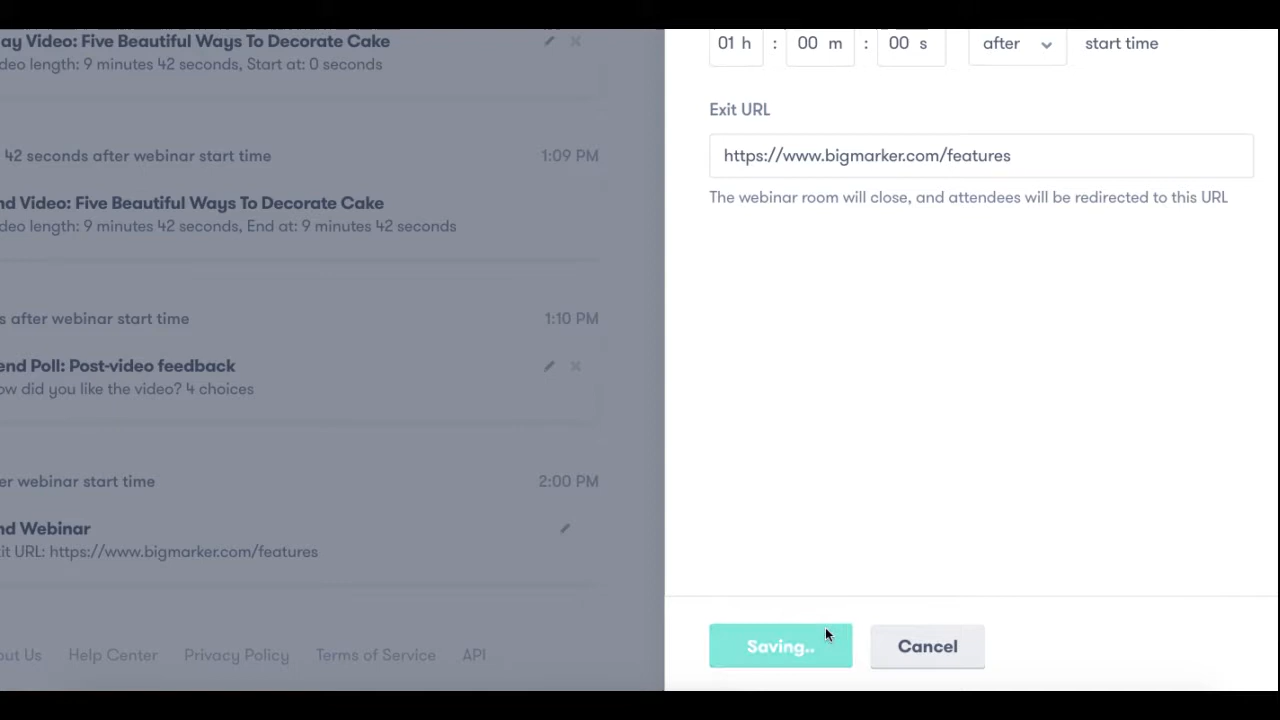 ay Video: Five Beautiful Ways To Decorate Cake
deo length: 9 minutes 42 seconds, Start at: 0 seconds
42 seconds after webinar start time 1:09 PM
nd Video: Five Beautiful Ways To Decorate Cake
deo length: 9 minutes 42 seconds, End at: 9 minutes 42 seconds
s after webinar start time 1:10 PM
end Poll: Post-video feedback
ow did you like the video? 4 choices
er webinar start time 2:00 PM
nd Webinar
it URL: https://www.bigmarker.com/features
out Us Help Center Privacy Policy Terms of Service API
01 h : 00 m : 00 s after start time
Exit URL
https://www.bigmarker.com/features
The webinar room will close, and attendees will be redirected to this URL
Saving.. Cancel